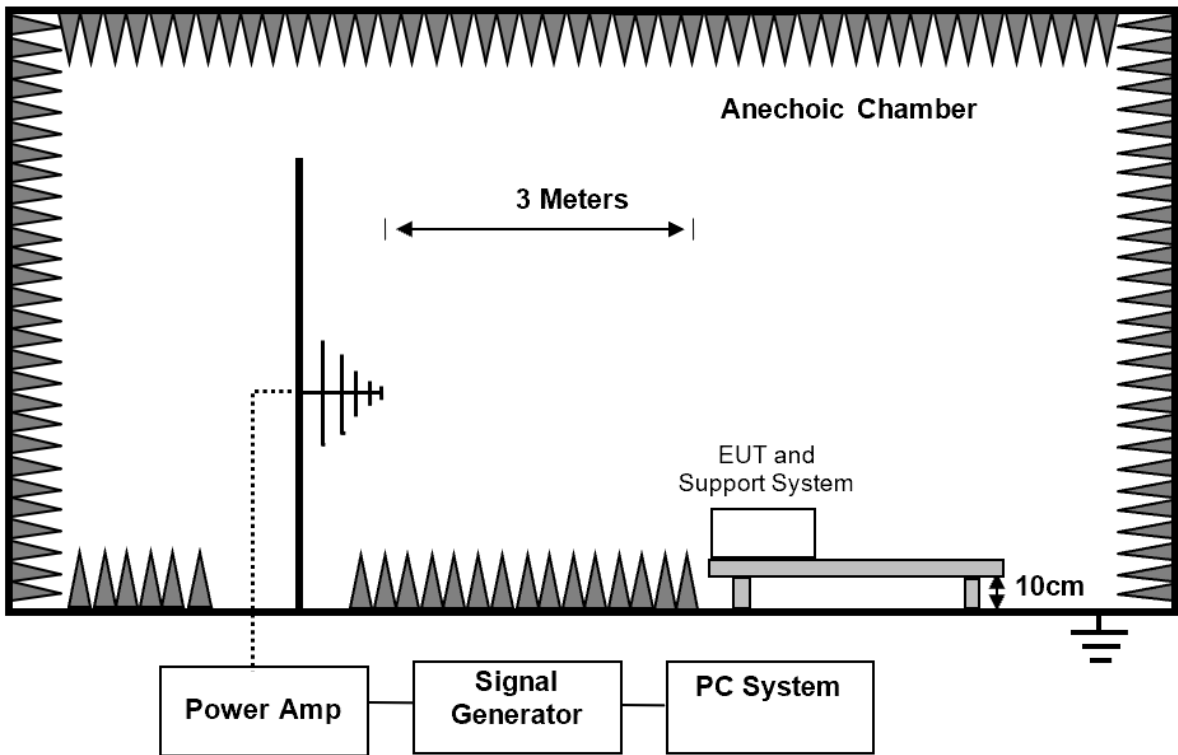 Anechoic Chamber
3 Meters
EUT and
Support System
10cm
Power Amp
Signal
Generator
PC System